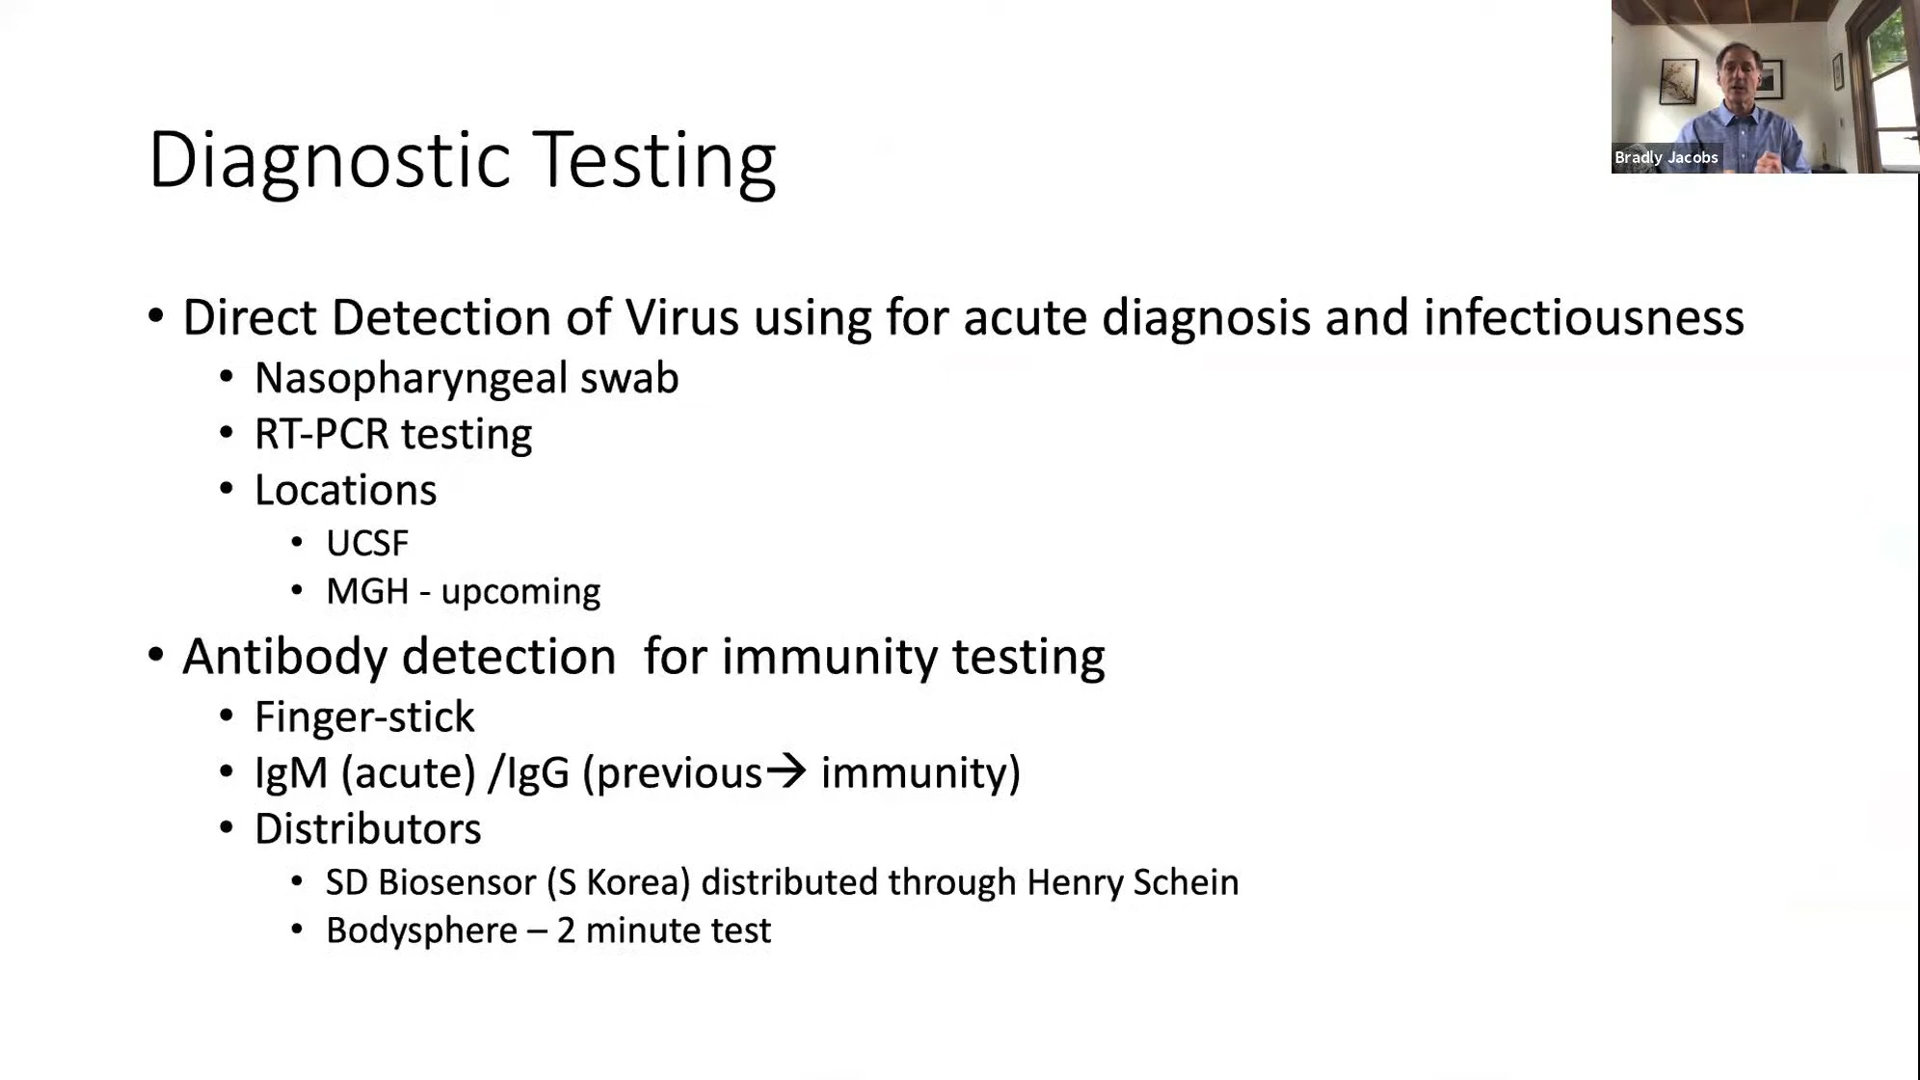 Bradly Jacobs
Diagnostic Testing
• Direct Detection of Virus using for acute diagnosis and infectiousness
• Nasopharyngeal swab
• RT-PCR testing
• Locations
• UCSF
• MGH - upcoming
• Antibody detection  for immunity testing
• Finger-stick
• IgM (acute) /IgG (previous→ immunity)
• Distributors
• SD Biosensor (S Korea) distributed through Henry Schein
• Bodysphere – 2 minute test